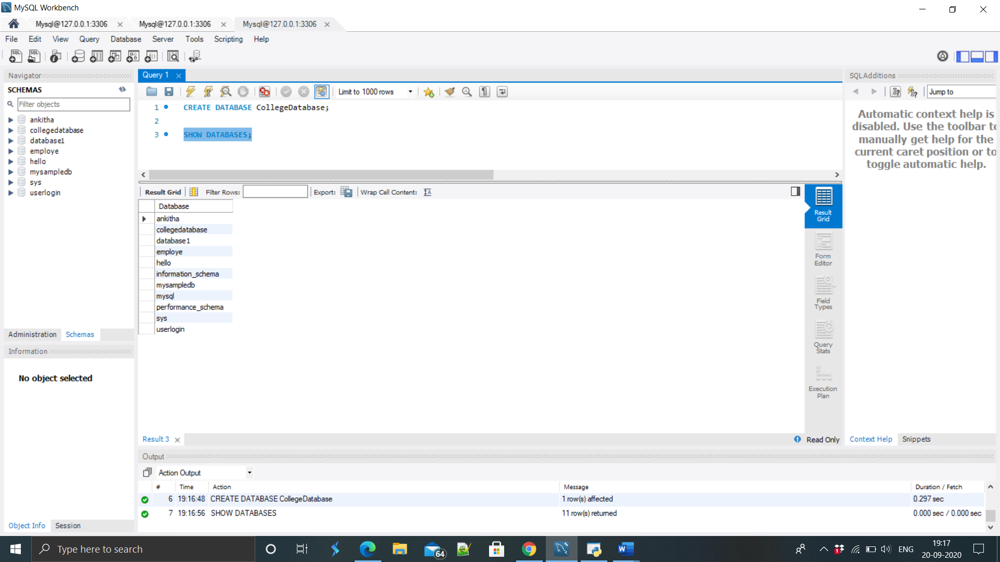 MySQL Workbench
Mysql@127.0.0.1:3306 Mysql@127.0.0.1:3306 Mysql@127.0.0.1:3306
File Edit View Query Database Server Tools Scripting Help
Navigator
SCHEMAS
Filter objects
ankitha
collegedatabase
database1
employe
hello
mysampledb
sys
userlogin
Administration Schemas
Information
No object selected
Object Info Session
Query 1
Limit to 1000 rows
1 CREATE DATABASE CollegeDatabase;
2
3 SHOW DATABASES;
Result Grid Filter Rows: Export: Wrap Cell Content:
Database
ankitha
collegedatabase
database1
employe
hello
information_schema
mysampledb
mysql
performance_schema
sys
userlogin
Result
Grid
Form
Editor
Field
Types
Query
Stats
Execution
Plan
Result 3 Read Only
SQLAdditions
Jump to
Automatic context help is
disabled. Use the toolbar to
manually get help for the
current caret position or to
toggle automatic help.
Context Help Snippets
Output
Action Output
# Time Action Message Duration / Fetch
6 19:16:48 CREATE DATABASE CollegeDatabase 1 row(s) affected 0.297 sec
7 19:16:56 SHOW DATABASES 11 row(s) returned 0.000 sec / 0.000 sec
Type here to search
64
1
ENG
19:17
20-09-2020